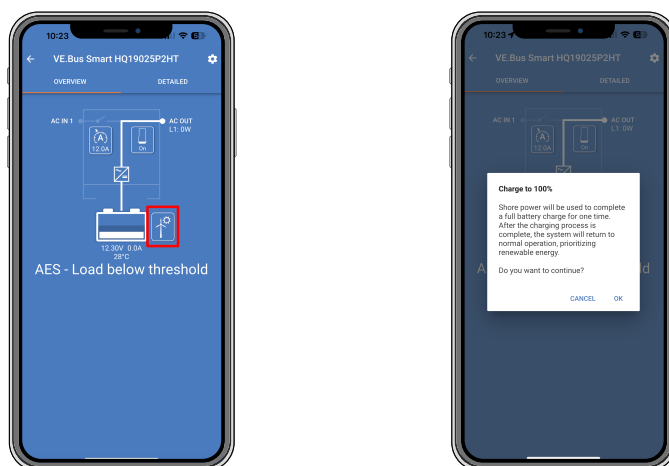 10:23
VE.Bus Smart HQ19025P2HT
OVERVIEW
DETAILED
AC IN 1
AC OUT
L1: 0W
12.0A
On
12.30V 0.0A
28°C
AES - Load below threshold
10:23
VE.Bus Smart HQ19025P2HT
OVERVIEW
DETAILED
AC IN 1
AC OUT
L1: 0W
12.0A
On
Charge to 100%
Shore power will be used to complete
a full battery charge for one time.
After the charging process is
complete, the system will return to
normal operation, prioritizing
renewable energy.
Do you want to continue?
CANCEL
OK